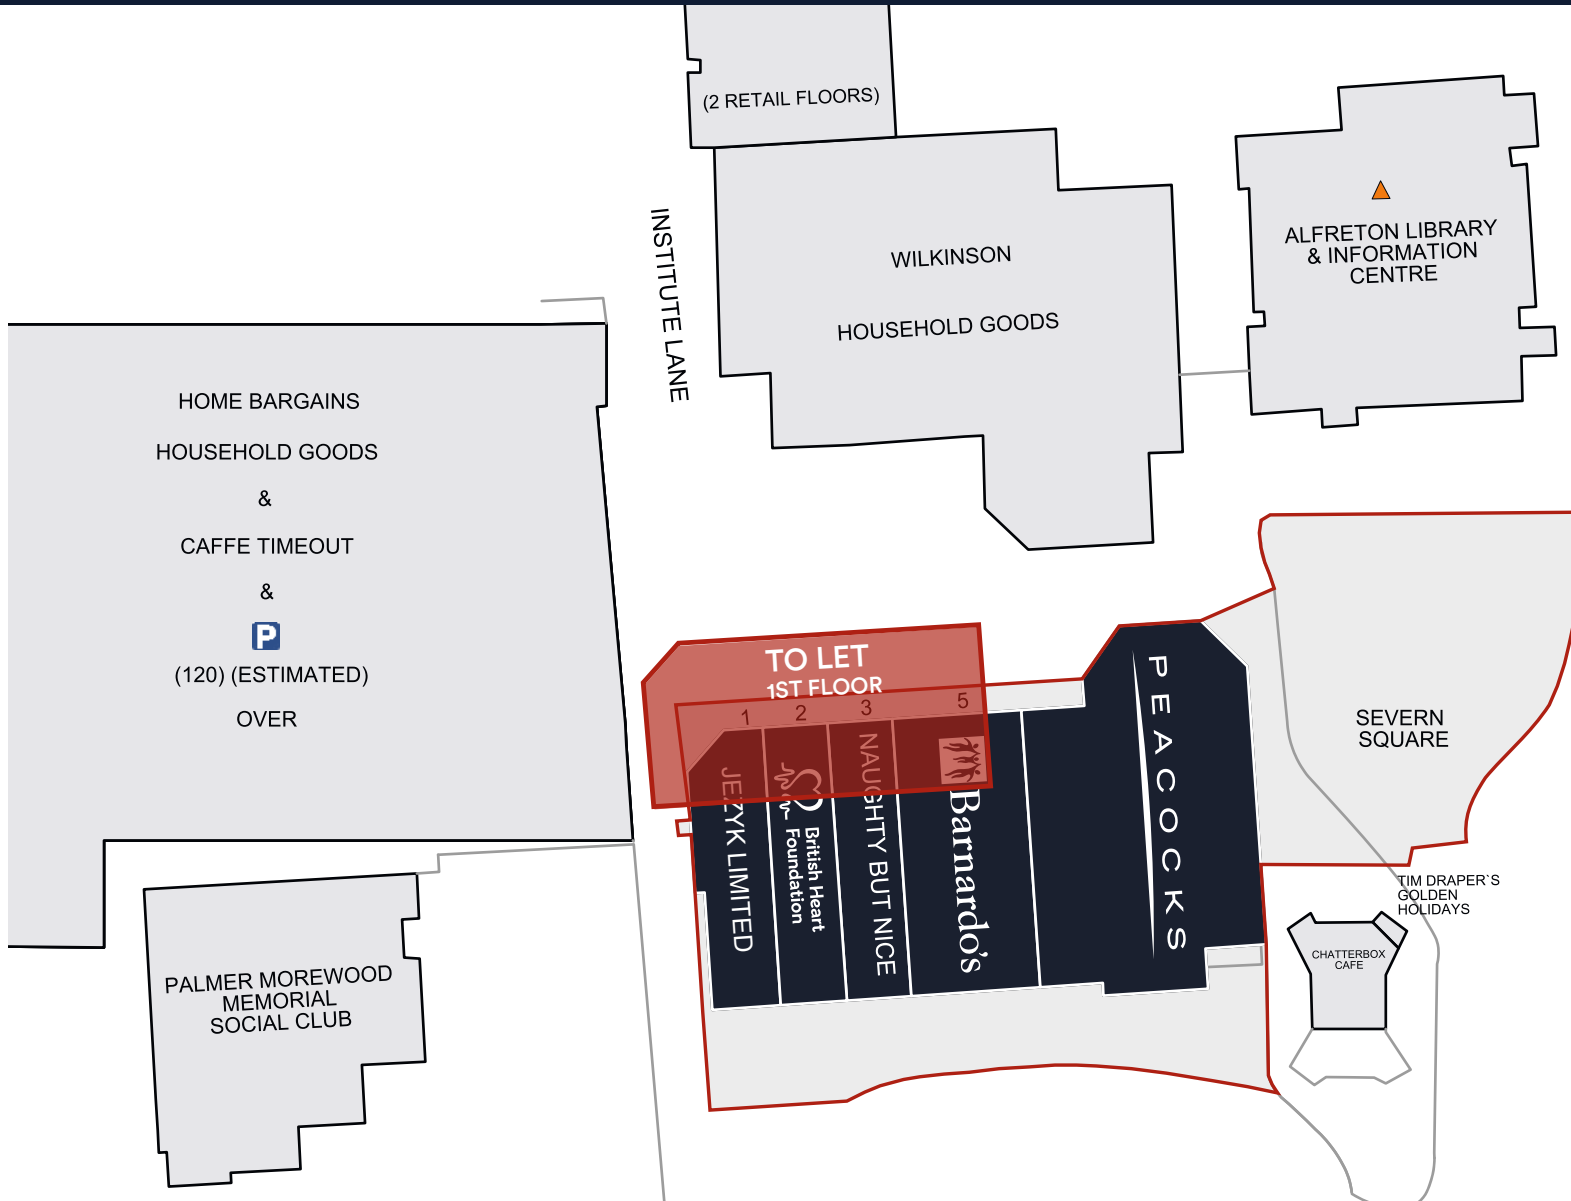 (2 RETAIL FLOORS)
INSTITUTE LANE
WILKINSON
HOUSEHOLD GOODS
ALFRETON LIBRARY
& INFORMATION
CENTRE
HOME BARGAINS
HOUSEHOLD GOODS
&
CAFFE TIMEOUT
&
P
(120) (ESTIMATED)
OVER
TO LET
1ST FLOOR
1
2
3
5
JEZYK LIMITED
British Heart
Foundation
NAUGHTY BUT NICE
Barnardo's
PEACOCKS
SEVERN
SQUARE
TIM DRAPER`S
GOLDEN
HOLIDAYS
CHATTERBOX
CAFE
PALMER MOREWOOD
MEMORIAL
SOCIAL CLUB